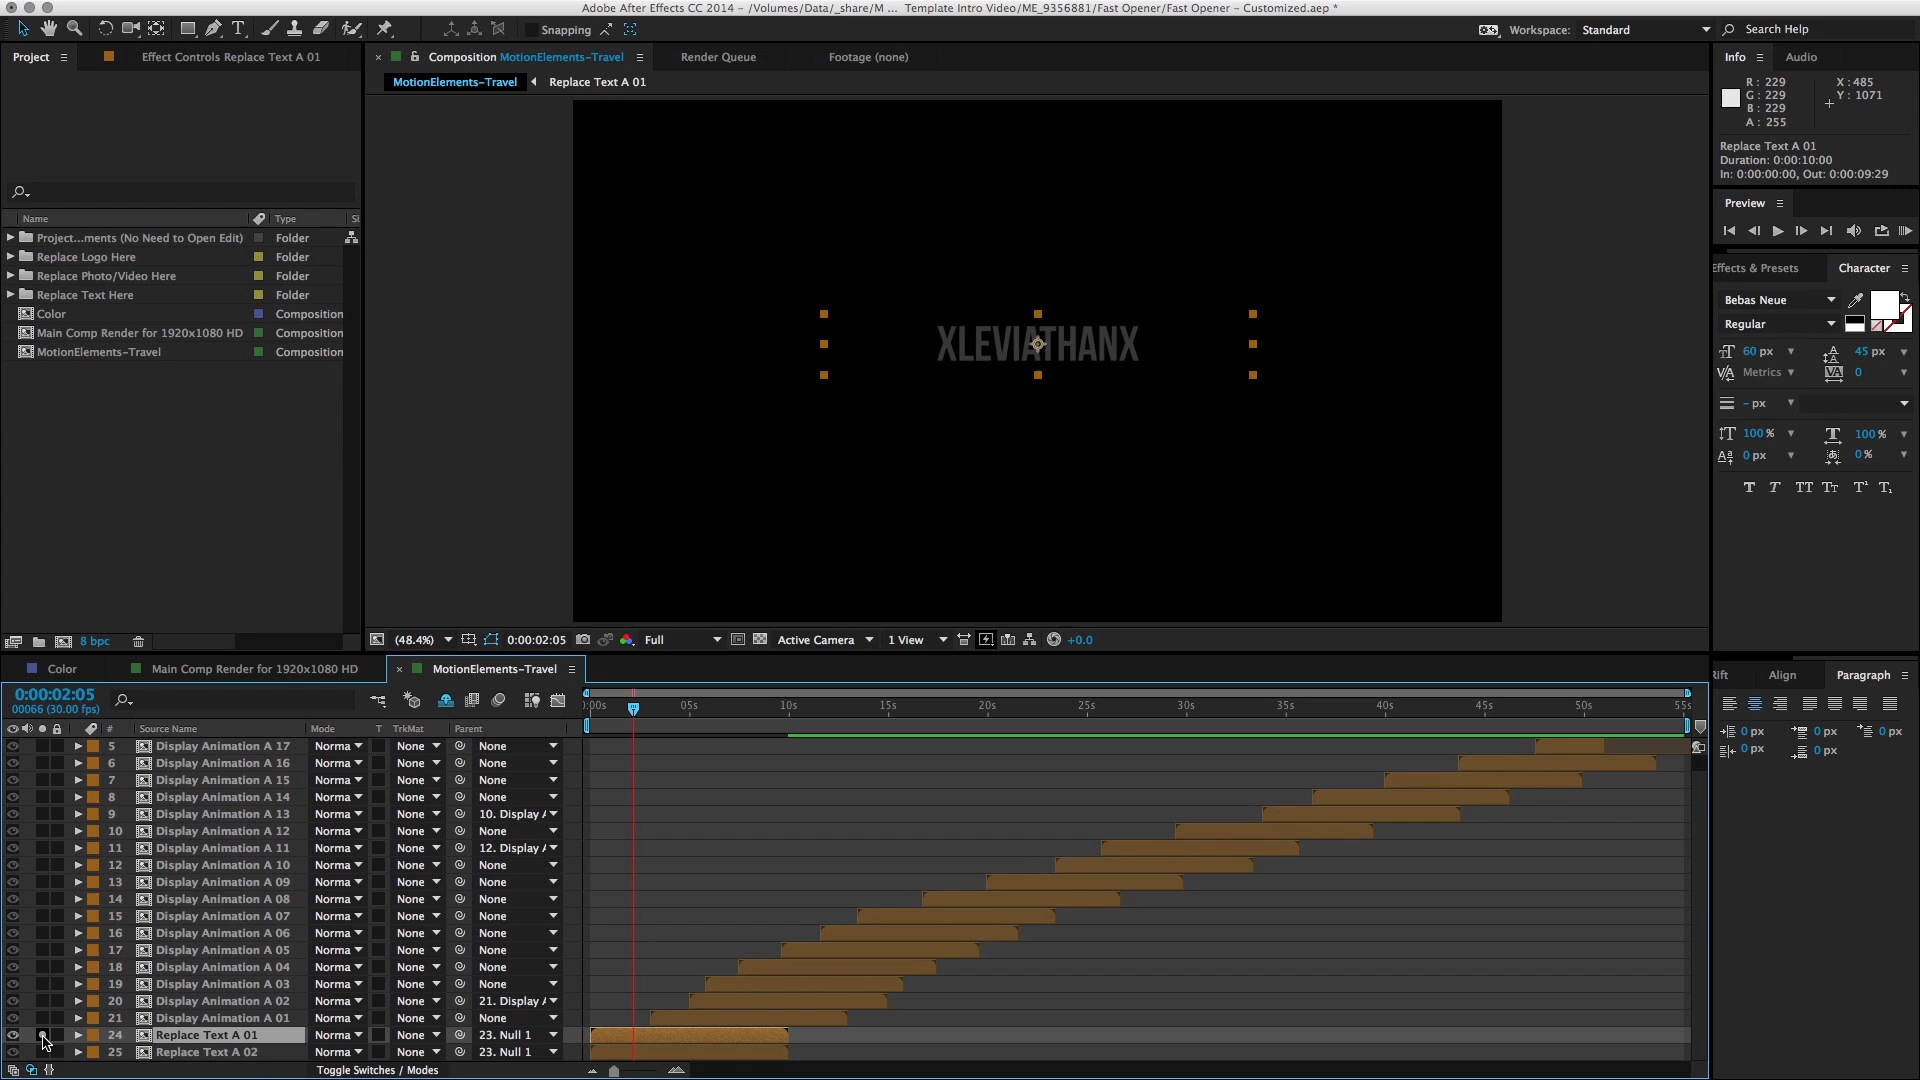 Adobe After Effects CC 2014 – /Volumes/Data/_share/M ... Template Intro Video/ME_9356881/Fast Opener/Fast Opener – Customized.aep *
Snapping
Workspace: Standard
Search Help
Project
Effect Controls Replace Text A 01
Composition MotionElements-Travel
Render Queue
Footage (none)
Info
Audio
MotionElements-Travel
Replace Text A 01
R: 229
G: 229
B: 229
A: 255
X: 485
Y: 1071
Replace Text A 01
Duration: 0:00:10:00
In: 0:00:00:00, Out: 0:00:09:29
Preview
Name
Type
Project...ments (No Need to Open Edit) Folder
Replace Logo Here Folder
Replace Photo/Video Here Folder
Replace Text Here Folder
Color Composition
Main Comp Render for 1920x1080 HD Composition
MotionElements-Travel Composition
XLEVIATHANX
Effects & Presets
Character
Bebas Neue
Regular
60 px
45 px
Metrics
0
– px
100 %
100 %
0 px
0 %
8 bpc
(48.4%)
0:00:02:05
Full
Active Camera
1 View
+0.0
Color
Main Comp Render for 1920x1080 HD
MotionElements-Travel
Align
Paragraph
0 px
0 px
0 px
0 px
0 px
0:00:02:05
00066 (30.00 fps)
:00s 05s 10s 15s 20s 25s 30s 35s 40s 45s 50s 55s
# Source Name Mode T TrkMat Parent
5 Display Animation A 17 Norma None None
6 Display Animation A 16 Norma None None
7 Display Animation A 15 Norma None None
8 Display Animation A 14 Norma None None
9 Display Animation A 13 Norma None 10. Display A
10 Display Animation A 12 Norma None None
11 Display Animation A 11 Norma None 12. Display A
12 Display Animation A 10 Norma None None
13 Display Animation A 09 Norma None None
14 Display Animation A 08 Norma None None
15 Display Animation A 07 Norma None None
16 Display Animation A 06 Norma None None
17 Display Animation A 05 Norma None None
18 Display Animation A 04 Norma None None
19 Display Animation A 03 Norma None None
20 Display Animation A 02 Norma None 21. Display A
21 Display Animation A 01 Norma None None
24 Replace Text A 01 Norma None 23. Null 1
25 Replace Text A 02 Norma None 23. Null 1
Toggle Switches / Modes